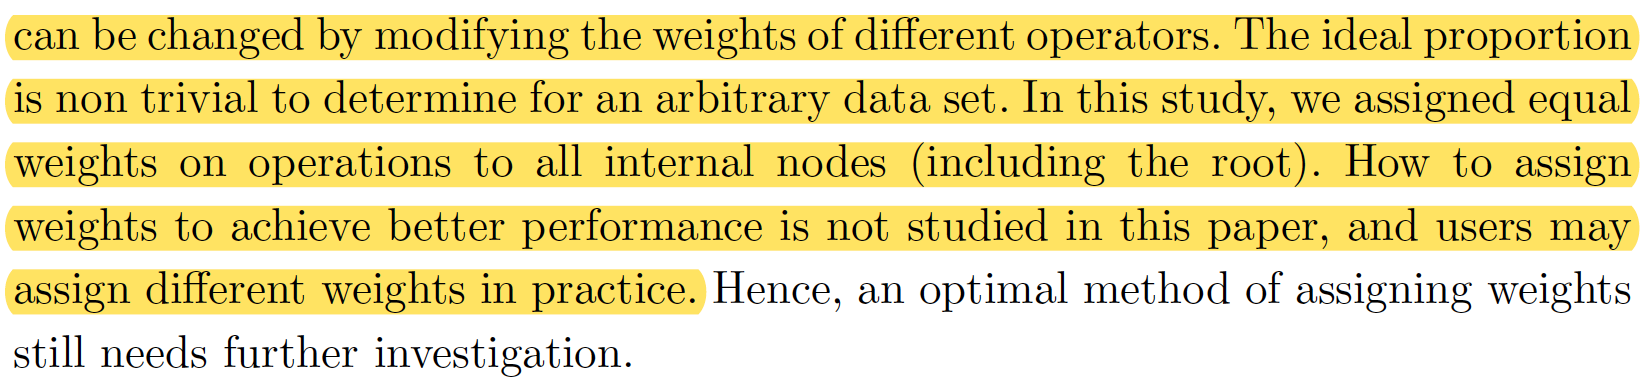 can be changed by modifying the weights of different operators. The ideal proportion
is non trivial to determine for an arbitrary data set. In this study, we assigned equal
weights on operations to all internal nodes (including the root). How to assign
weights to achieve better performance is not studied in this paper, and users may
assign different weights in practice. Hence, an optimal method of assigning weights
still needs further investigation.